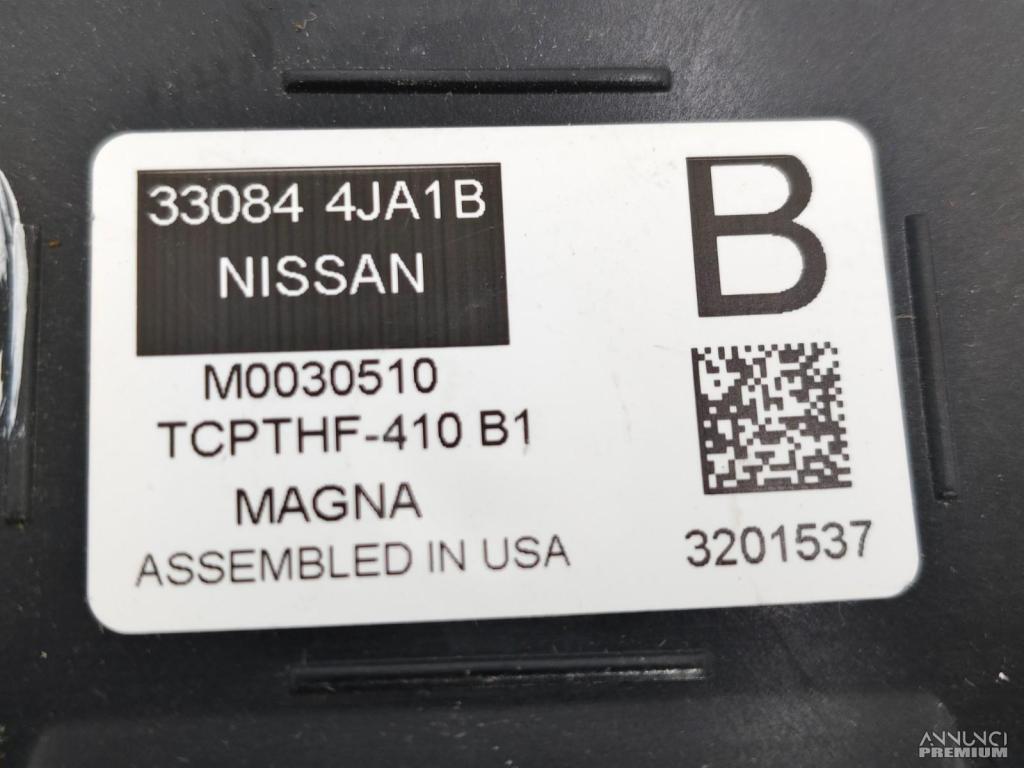 33084 4JA1B
NISSAN
M0030510
TCPTHF-410 B1
MAGNA
ASSEMBLED IN USA
B
3201537
ANNUNCI
PREMIUM